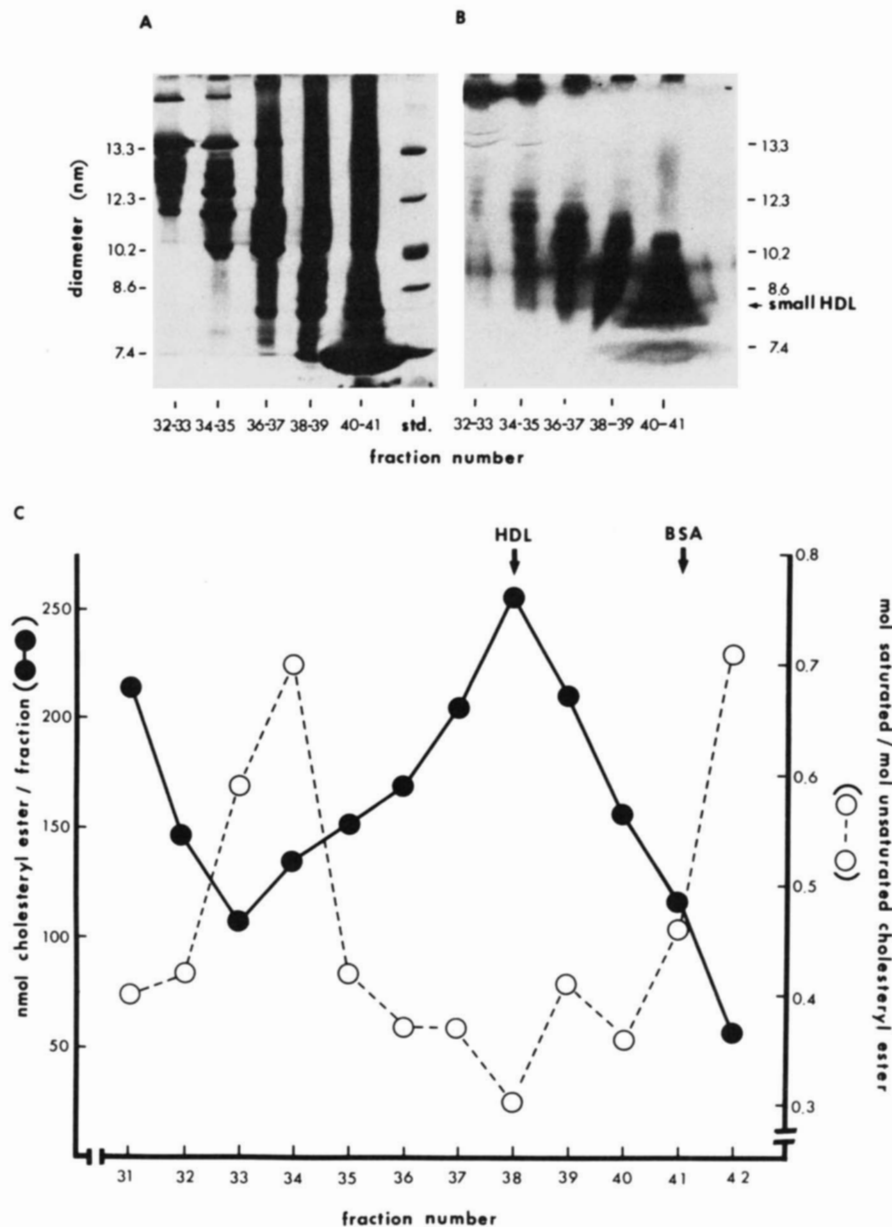 A
B
diameter (nm)
13.3 -
12.3 -
10.2 -
8.6 -
7.4 -
- 13.3
- 12.3
- 10.2
- 8.6
← small HDL
- 7.4
32-33 34-35 36-37 38-39 40-41 std.
32-33 34-35 36-37 38-39 40-41
fraction number
C
HDL
BSA
nmol cholesteryl ester / fraction (●-●)
250
200
150
100
50
0.8
0.7
0.6
0.5
0.4
0.3
mol saturated / mol unsaturated cholesteryl ester
(○--○)
31 32 33 34 35 36 37 38 39 40 41 42
fraction number